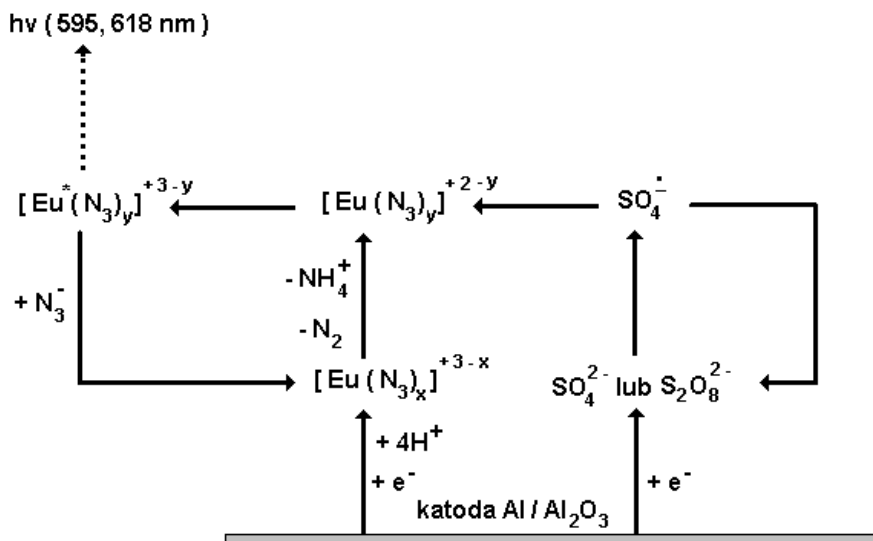 hν ( 595, 618 nm )
[ Eu*( N₃)y]⁺³⁻ʸ
[ Eu ( N₃)y]⁺²⁻ʸ
SO₄⁻̇
+ N₃⁻
- NH₄⁺
- N₂
[ Eu ( N₃)ₓ]⁺³⁻ˣ
SO₄²⁻ lub S₂O₈²⁻
+ 4H⁺
+ e⁻
+ e⁻
katoda Al / Al₂O₃